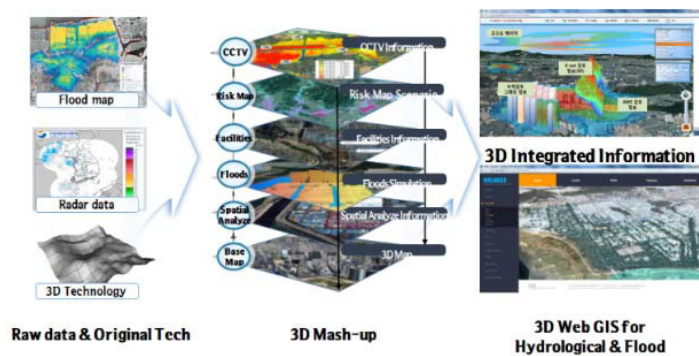 Flood map
Radar data
3D Technology
Raw data & Original Tech
CCTV
Risk Map
Facilities
Floods
Spatial
Analyze
Base
Map
CCTV Information
Risk Map Scenario
Facilities Information
Floods Simulation
Spatial Analyze Information
3D Map
3D Mash-up
3D Integrated Information
3D Web GIS for
Hydrological & Flood